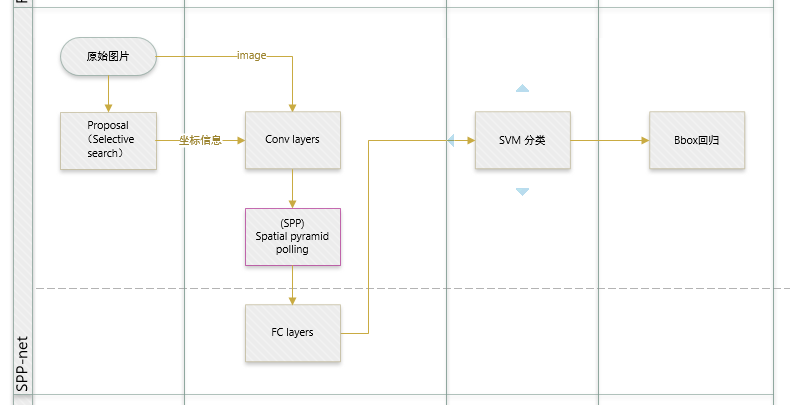 原始图片
image
Proposal
（Selective
search）
坐标信息
Conv layers
SVM 分类
Bbox回归
(SPP)
Spatial pyramid
polling
FC layers
SPP-net